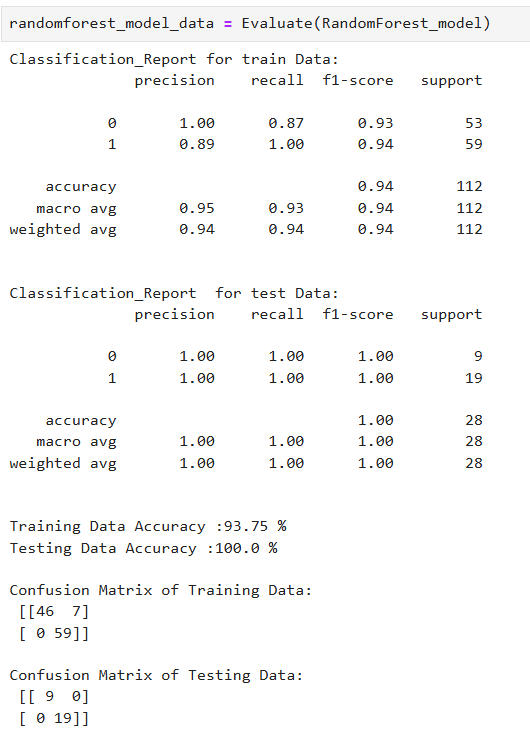 randomforest_model_data = Evaluate(RandomForest_model)
Classification_Report for train Data:
              precision    recall  f1-score   support

           0       1.00      0.87      0.93        53
           1       0.89      1.00      0.94        59

    accuracy                           0.94       112
   macro avg       0.95      0.93      0.94       112
weighted avg       0.94      0.94      0.94       112

Classification_Report  for test Data:
              precision    recall  f1-score   support

           0       1.00      1.00      1.00         9
           1       1.00      1.00      1.00        19

    accuracy                           1.00        28
   macro avg       1.00      1.00      1.00        28
weighted avg       1.00      1.00      1.00        28

Training Data Accuracy :93.75 %
Testing Data Accuracy :100.0 %

Confusion Matrix of Training Data:
 [[46  7]
 [ 0 59]]

Confusion Matrix of Testing Data:
 [[ 9  0]
 [ 0 19]]